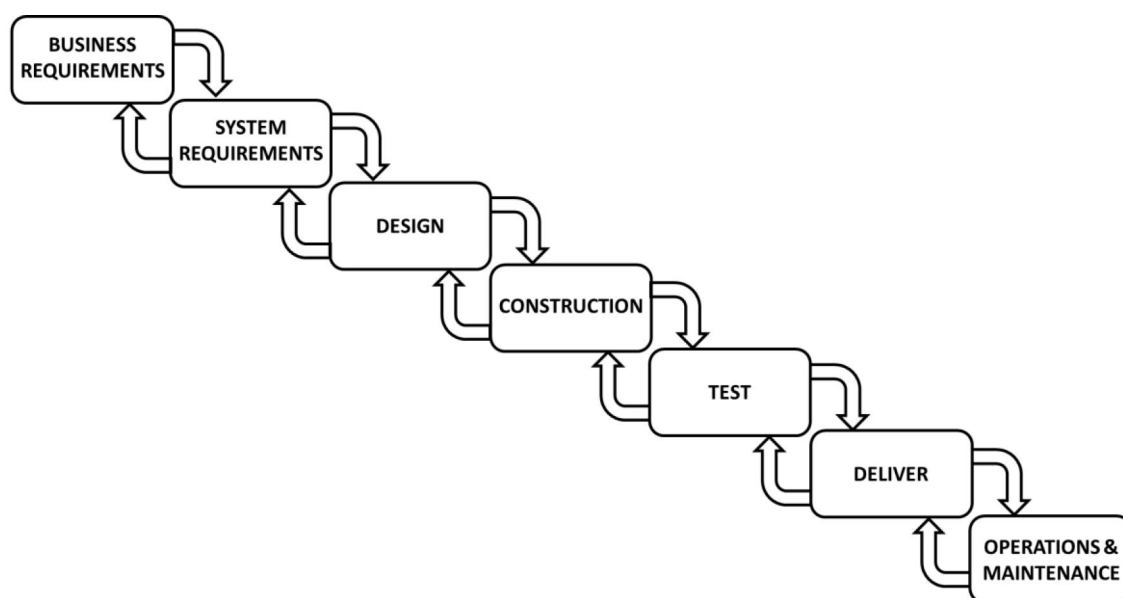 BUSINESS
REQUIREMENTS
SYSTEM
REQUIREMENTS
DESIGN
CONSTRUCTION
TEST
DELIVER
OPERATIONS &
MAINTENANCE